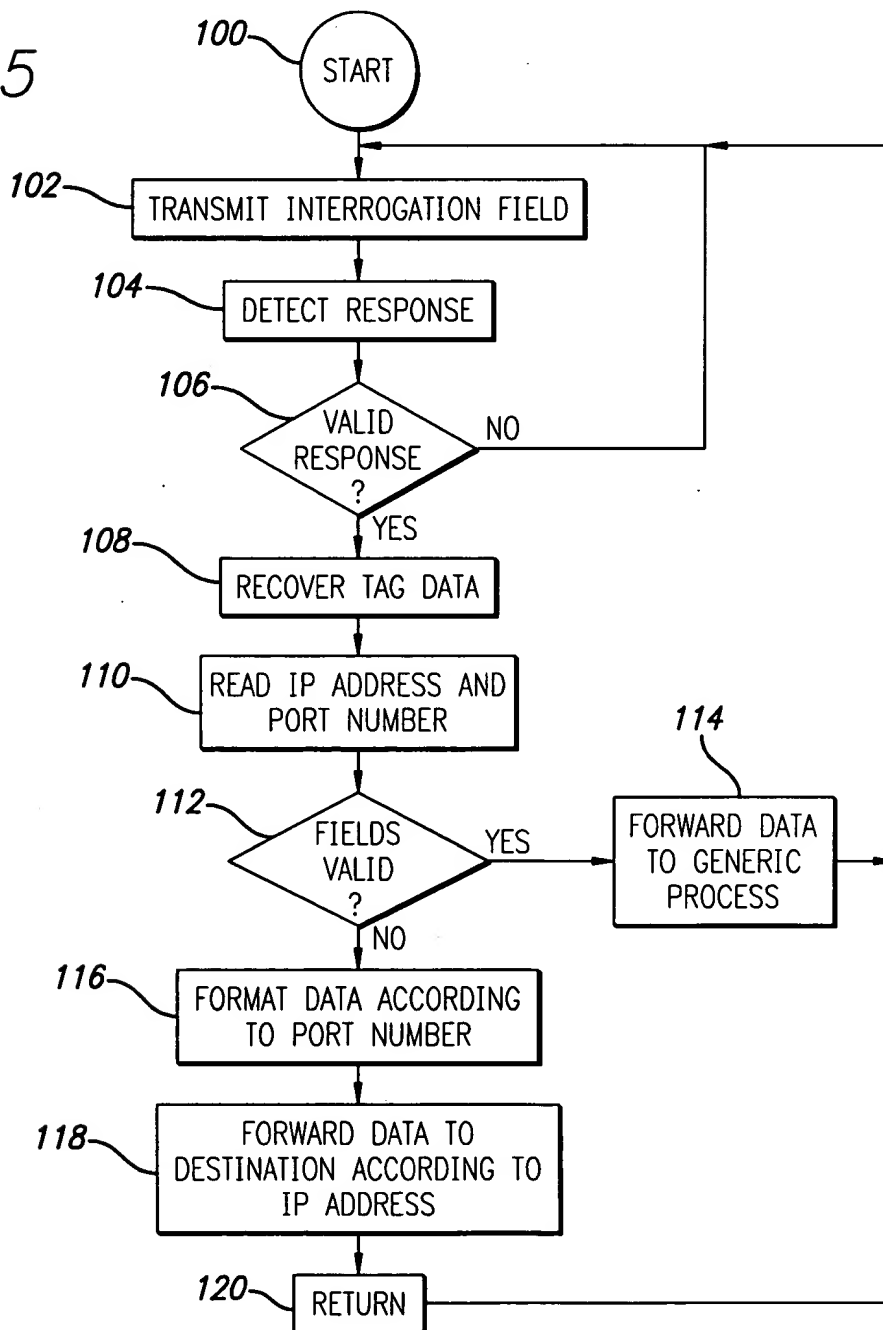 5
100
START
102
TRANSMIT INTERROGATION FIELD
104
DETECT RESPONSE
106
VALID
RESPONSE
?
NO
YES
108
RECOVER TAG DATA
110
READ IP ADDRESS AND
PORT NUMBER
112
FIELDS
VALID
?
YES
114
FORWARD DATA
TO GENERIC
PROCESS
NO
116
FORMAT DATA ACCORDING
TO PORT NUMBER
118
FORWARD DATA TO
DESTINATION ACCORDING TO
IP ADDRESS
120
RETURN